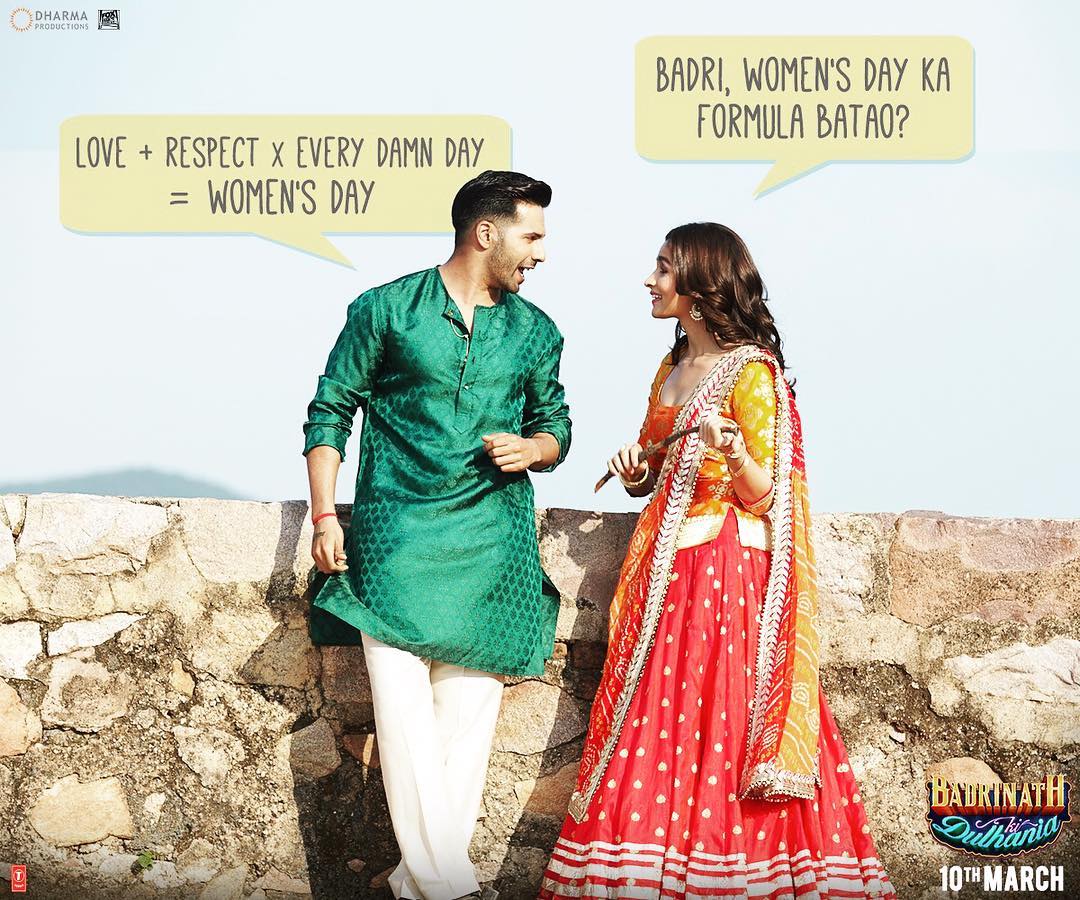 DHARMA
PRODUCTIONS
BADRI, WOMEN'S DAY KA
FORMULA BATAO?
LOVE + RESPECT x EVERY DAMN DAY
= WOMEN'S DAY
BADRINATH
ki
Dulhania
10TH MARCH